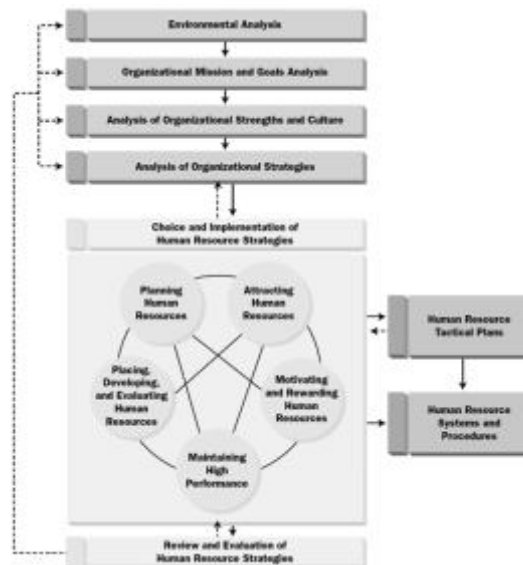 Environmental Analysis
Organizational Mission and Goals Analysis
Analysis of Organizational Strengths and Culture
Analysis of Organizational Strategies
Choice and Implementation of
Human Resource Strategies
Planning
Human
Resources
Attracting
Human
Resources
Placing,
Developing,
and Evaluating
Human
Resources
Motivating
and Rewarding
Human
Resources
Maintaining
High
Performance
Human Resource
Tactical Plans
Human Resource
Systems and
Procedures
Review and Evaluation of
Human Resource Strategies